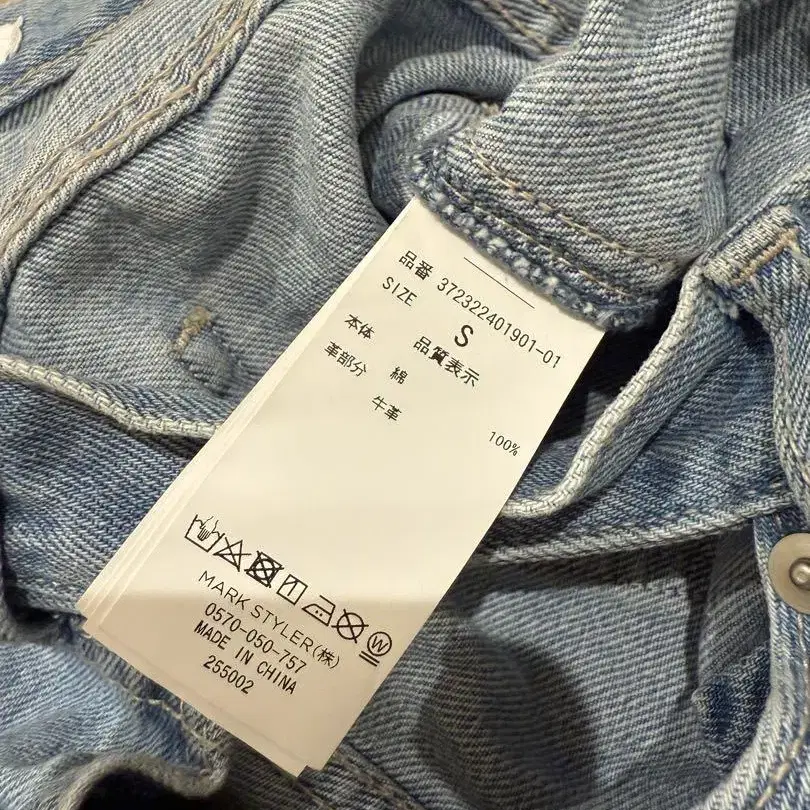 品番 372322401901-01
SIZE S
品質表示
本体 綿 100%
革部分 牛革
MARK STYLER(株)
0570-050-757
MADE IN CHINA
255002